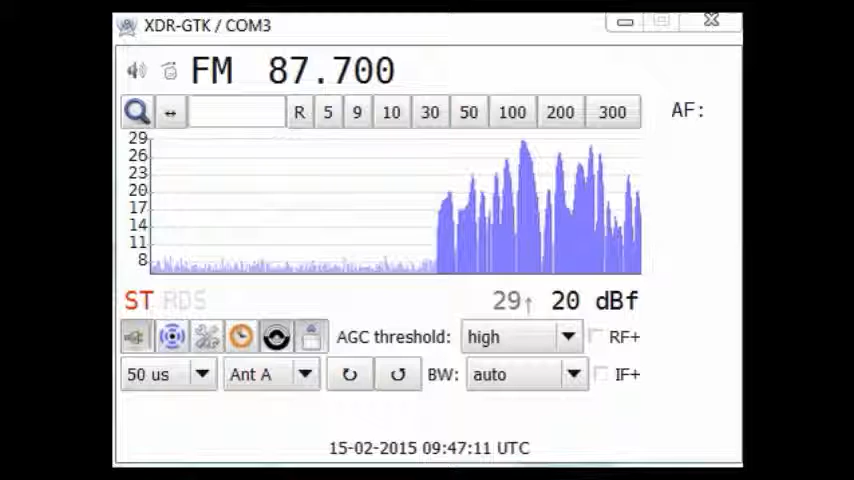 XDR-GTK / COM3
FM 87.700
↔ R 5 9 10 30 50 100 200 300 AF:
29
26
23
20
17
14
11
8
ST RDS 29↑ 20 dBf
AGC threshold: high RF+
50 us Ant A ↻ ↺ BW: auto IF+
15-02-2015 09:47:11 UTC